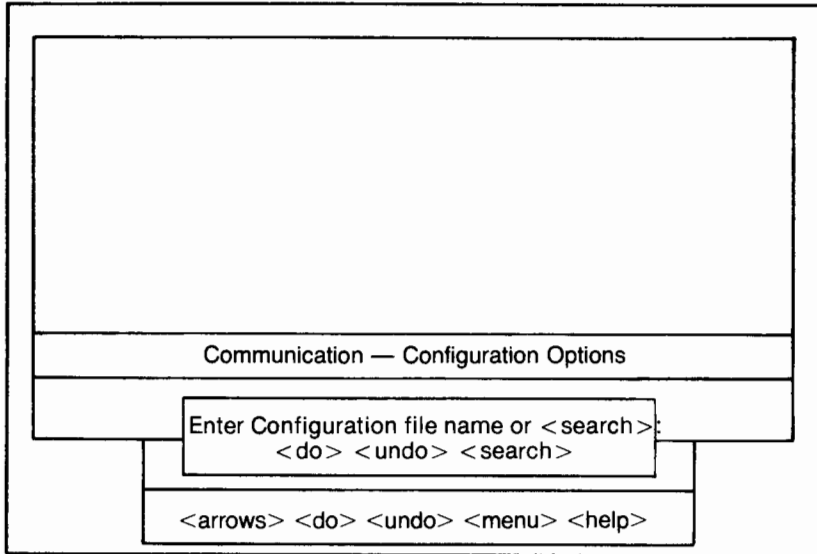 Communication — Configuration Options
Enter Configuration file name or <search>:
<do> <undo> <search>
<arrows> <do> <undo> <menu> <help>